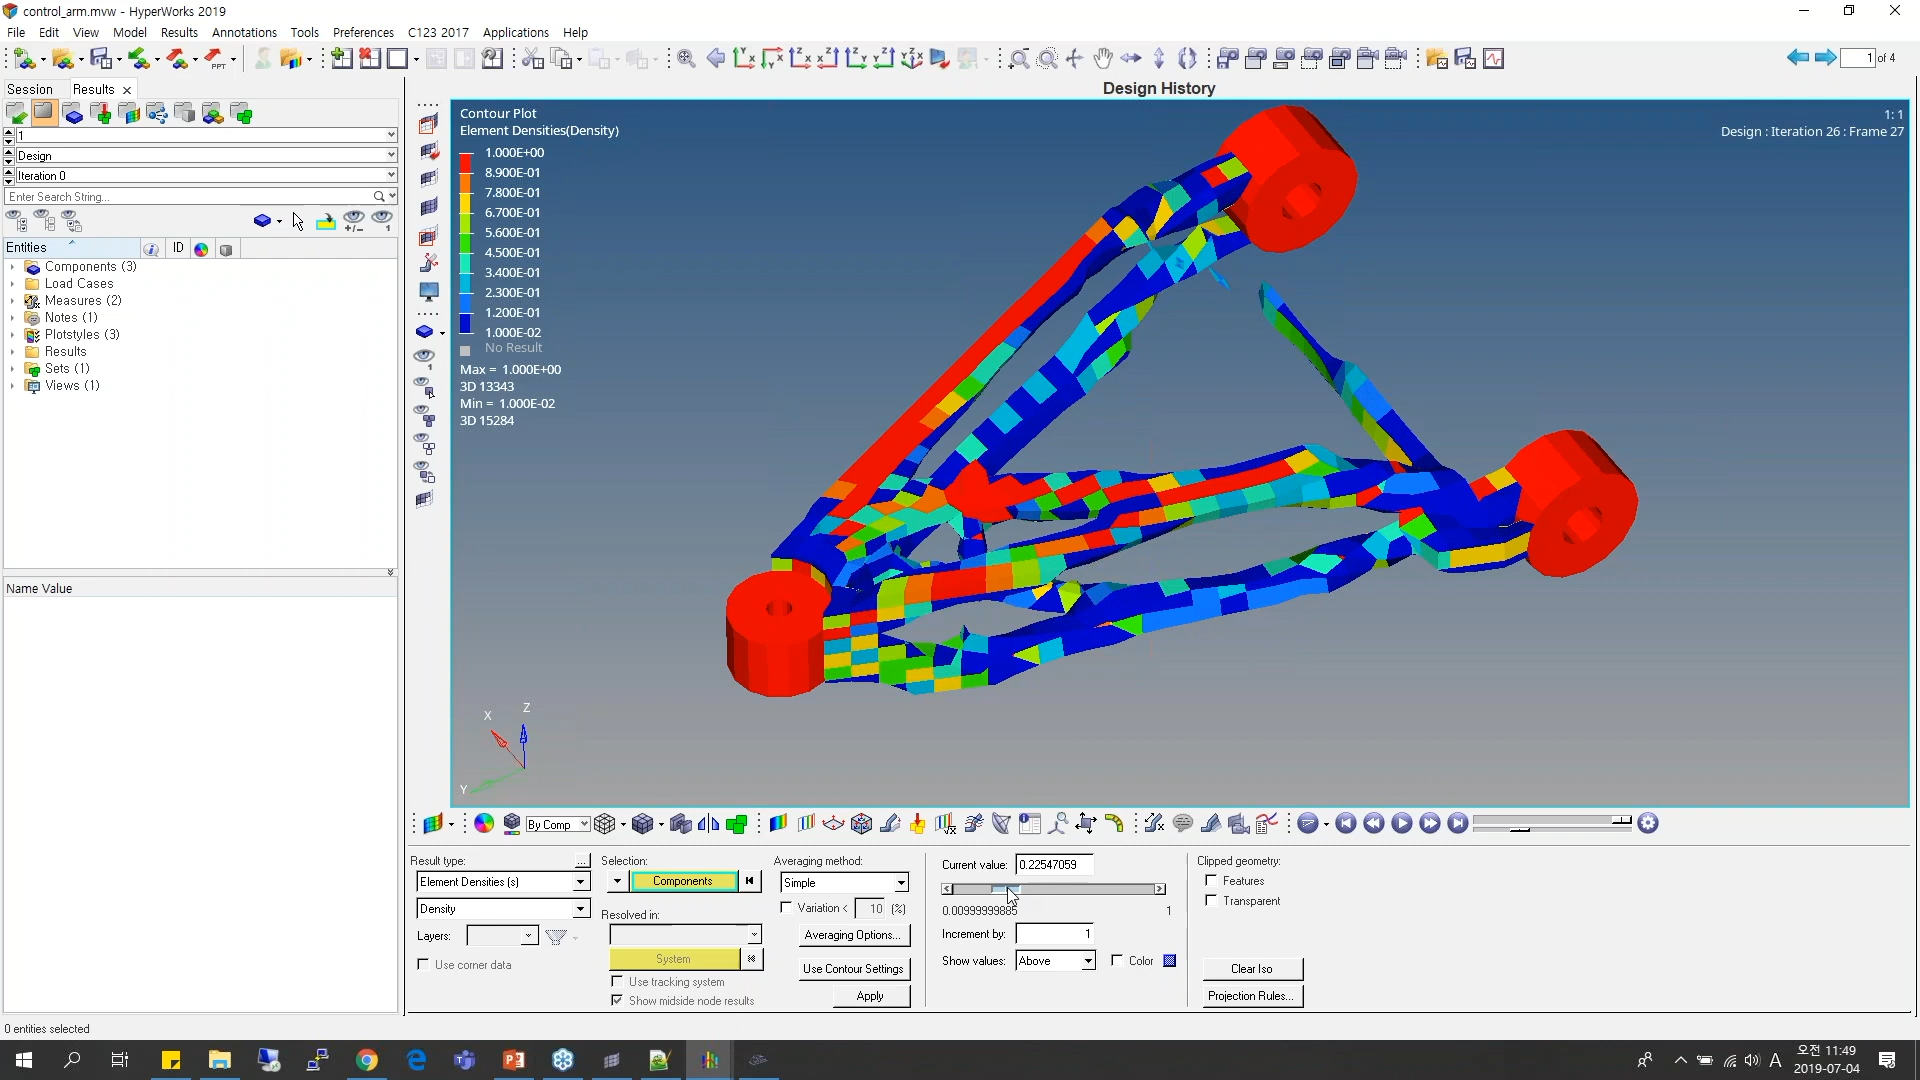 control_arm.mvw - HyperWorks 2019
File Edit View Model Results Annotations Tools Preferences C123 2017 Applications Help
1 of 4
Session Results
Design History
1
Design
Iteration 0
Enter Search String...
Entities ID
Components (3)
Load Cases
Measures (2)
Notes (1)
Plotstyles (3)
Results
Sets (1)
Views (1)
Name Value
Contour Plot
Element Densities(Density)
1.000E+00
8.900E-01
7.800E-01
6.700E-01
5.600E-01
4.500E-01
3.400E-01
2.300E-01
1.200E-01
1.000E-02
No Result
Max = 1.000E+00
3D 13343
Min = 1.000E-02
3D 15284
1: 1
Design : Iteration 26 : Frame 27
Z
X
Y
By Comp
Result type: ...
Element Densities (s)
Density
Layers:
Use corner data
Selection:
Components
Resolved in:
System
Use tracking system
Show midside node results
Averaging method:
Simple
Variation < 10 (%)
Averaging Options...
Use Contour Settings
Apply
Current value: 0.22547059
0.00999999885 1
Increment by: 1
Show values: Above Color
Clipped geometry:
Features
Transparent
Clear Iso
Projection Rules...
0 entities selected
A
오전 11:49
2019-07-04